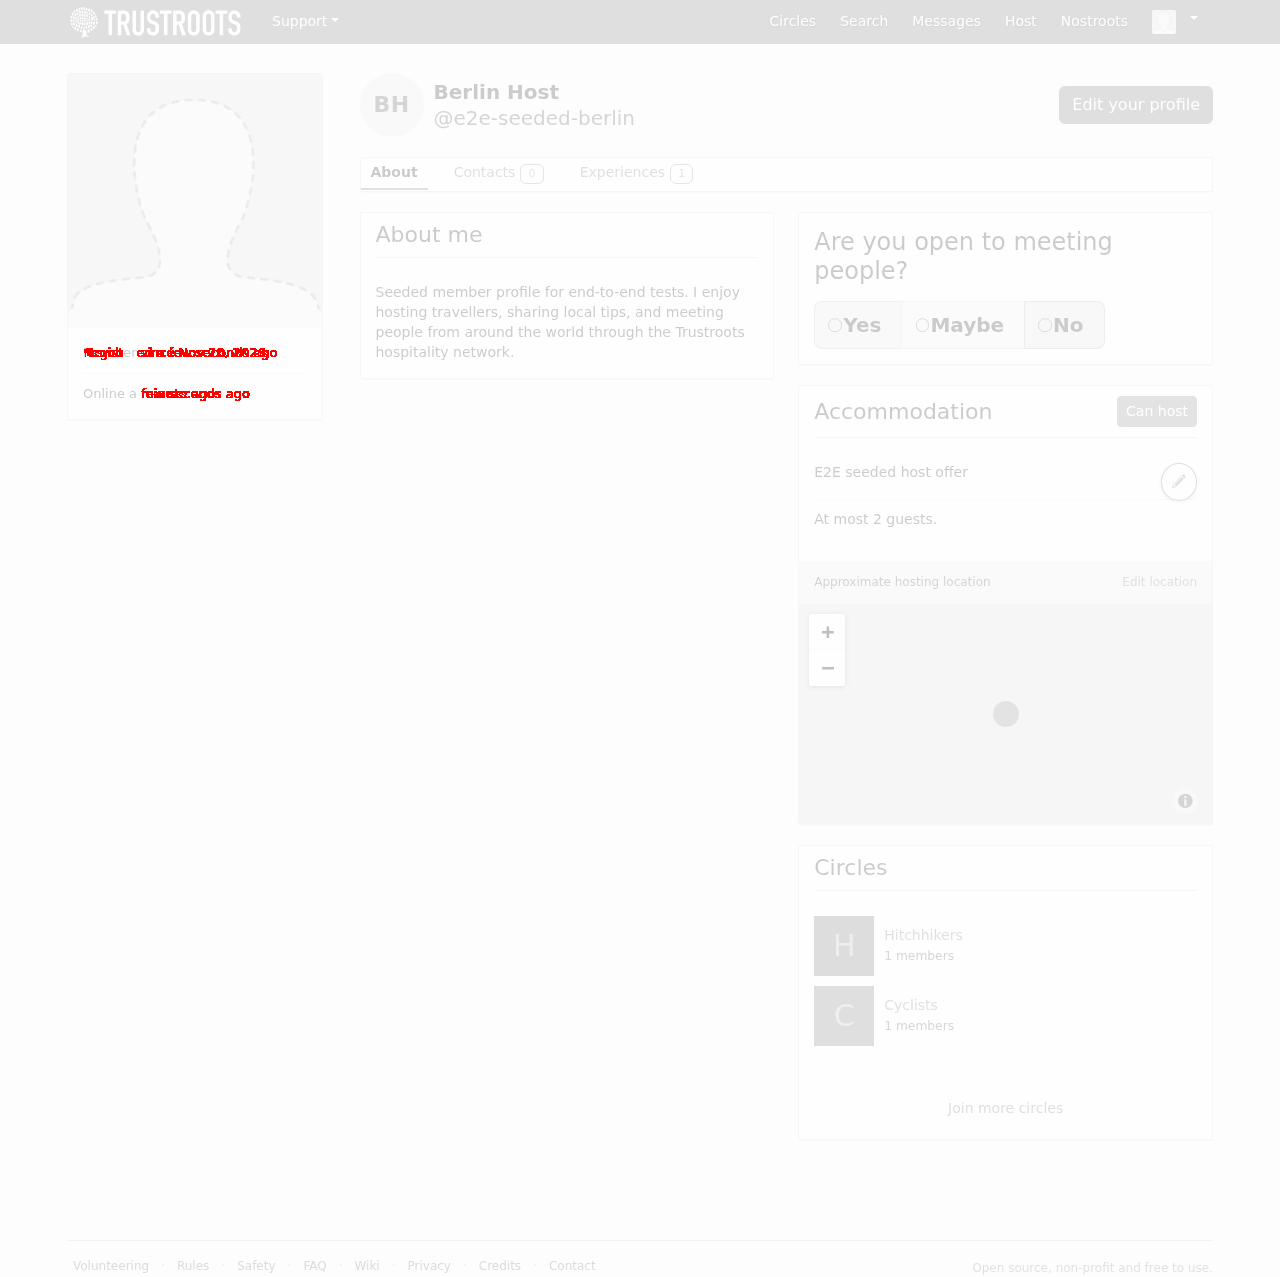 TRUSTROOTS Support Circles Search Messages Host Nostroots
BH Berlin Host
@e2e-seeded-berlin
Edit your profile
About Contacts 0 Experiences 1
About me
Seeded member profile for end-to-end tests. I enjoy
hosting travellers, sharing local tips, and meeting
people from around the world through the Trustroots
hospitality network.
Online a
Are you open to meeting
people?
Yes Maybe No
Accommodation Can host
E2E seeded host offer
At most 2 guests.
Approximate hosting location Edit location
+
−
Circles
H Hitchhikers
1 members
C Cyclists
1 members
Join more circles
Volunteering · Rules · Safety · FAQ · Wiki · Privacy · Credits · Contact
Open source, non-profit and free to use.